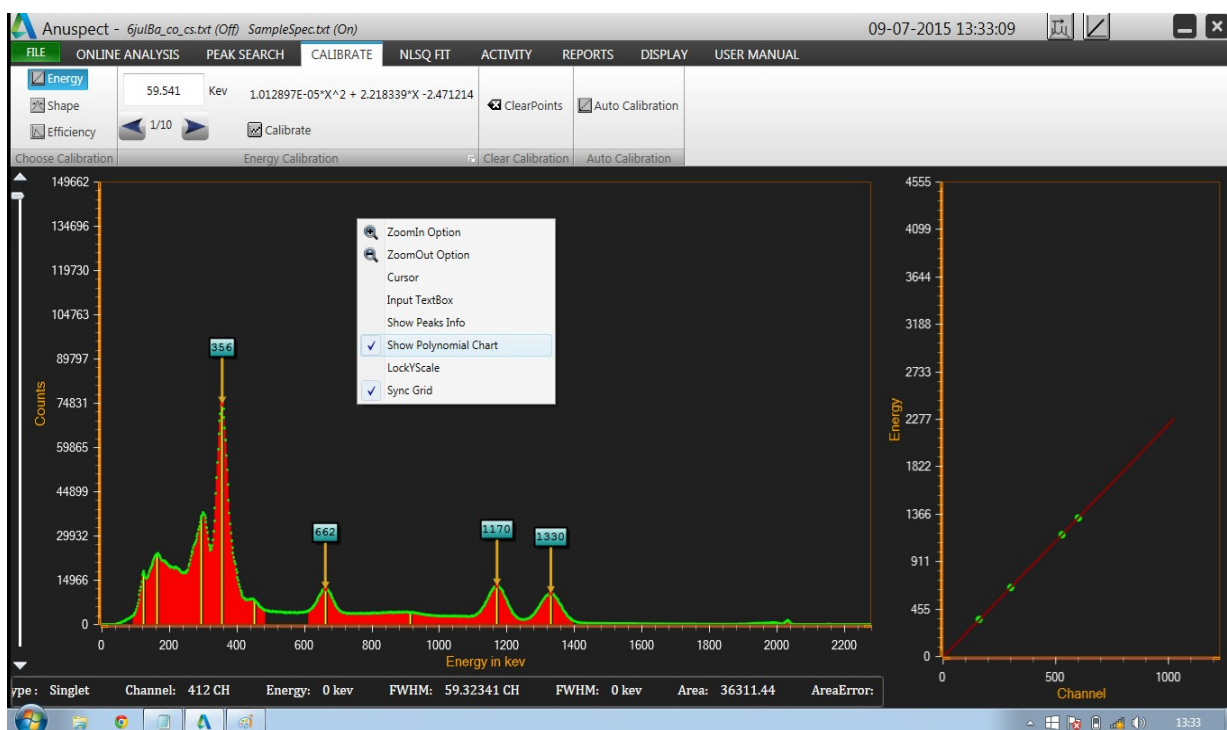 Anuspect - 6julBa_co_cs.txt (Off) SampleSpec.txt (On) 09-07-2015 13:33:09
FILE ONLINE ANALYSIS PEAK SEARCH CALIBRATE NLSQ FIT ACTIVITY REPORTS DISPLAY USER MANUAL
Energy
Shape
Efficiency
Choose Calibration
59.541 Kev 1.012897E-05*X^2 + 2.218339*X -2.471214
1/10 Calibrate
Energy Calibration
ClearPoints
Clear Calibration
Auto Calibration
Auto Calibration
149662
134696
119730
104763
89797
74831
59865
44899
29932
14966
0
Counts
0 200 400 600 800 1000 1200 1400 1600 1800 2000 2200
Energy in kev
356
662
1170
1330
ZoomIn Option
ZoomOut Option
Cursor
Input TextBox
Show Peaks Info
Show Polynomial Chart
LockYScale
Sync Grid
4555
4099
3644
3188
2733
2277
1822
1366
911
455
0
Energy
0 500 1000
Channel
ype : Singlet Channel: 412 CH Energy: 0 kev FWHM: 59.32341 CH FWHM: 0 kev Area: 36311.44 AreaError:
13:33